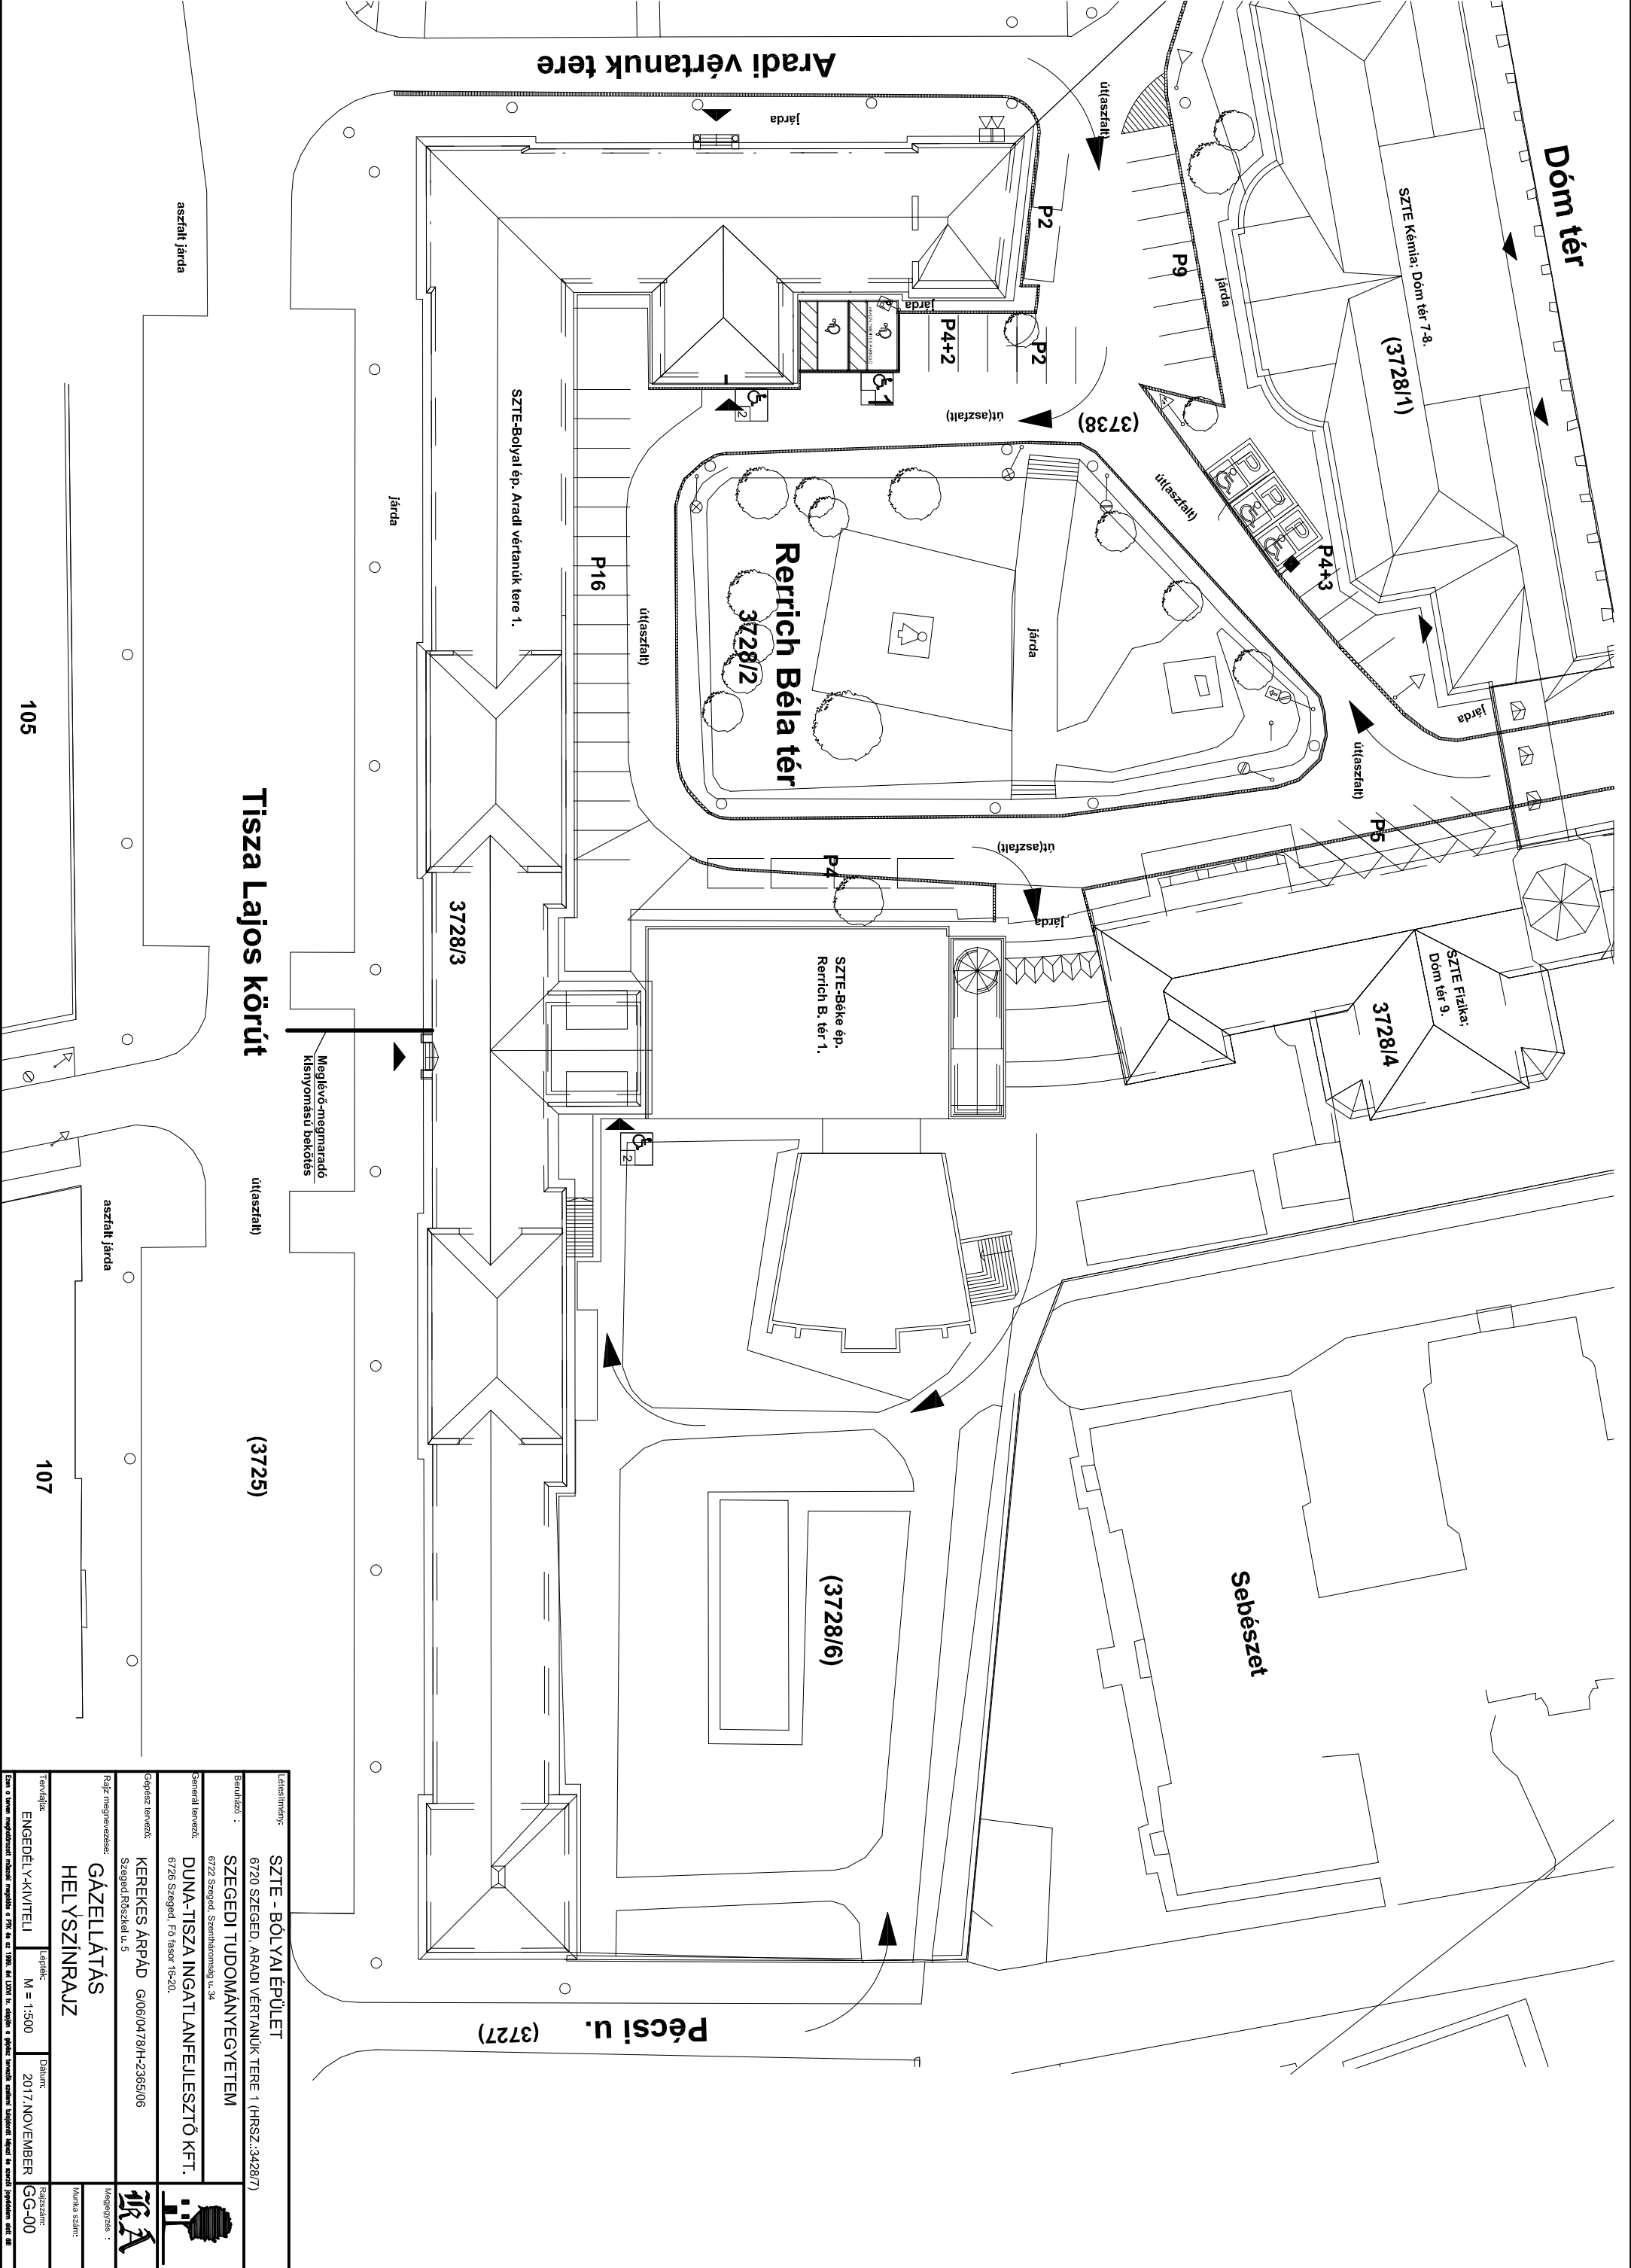 Aradi vértanuk tere
járda
út(aszfalt)
Dóm tér
SZTE Kémia; Dóm tér 7-8.
(3728/1)
P2
P9
járda
járda
P4+2
P2
aszfalt járda
SZTE-Bolyai ép. Aradi vértanúk tere 1.
1
2
út(aszfalt)
(3738)
út(aszfalt)
P
P
P
P4+3
járda
P16
út(aszfalt)
Rerrich Béla tér
3728/2
járda
járda
út(aszfalt)
P5
út(aszfalt)
P4
járda
105
Tisza Lajos körút
3728/3
SZTE-Béke ép.
Rerrich B. tér 1.
SZTE Fizika;
Dóm tér 9.
3728/4
Meglévő-megmaradó
kisnyomású bekötés
2
út(aszfalt)
aszfalt járda
(3725)
107
(3728/6)
Sebészet
Pécsi u.
(3727)
Létesítmény:
SZTE - BÓLYAI ÉPÜLET
6720 SZEGED, ARADI VÉRTANÚK TERE 1 (HRSZ.:3428/7)
Beruházó :
SZEGEDI TUDOMÁNYEGYETEM
6722 Szeged, Szentháromság u. 34
Generál tervező:
DUNA-TISZA INGATLANFEJLESZTŐ KFT.
6726 Szeged, Fő fasor 16-20.
Gépész tervező:
KEREKES ÁRPÁD G/06/0478/H-2365/06
Szeged,Rőszkei u. 5
Rajz megnevezése:
GÁZELLÁTÁS
HELYSZÍNRAJZ
Megjegyzés :
Munka szám:
Tervfajta:
ENGEDÉLY-KIVITELI
Lépték:
M = 1:500
Dátum:
2017.NOVEMBER
Rajzszám:
GG-00